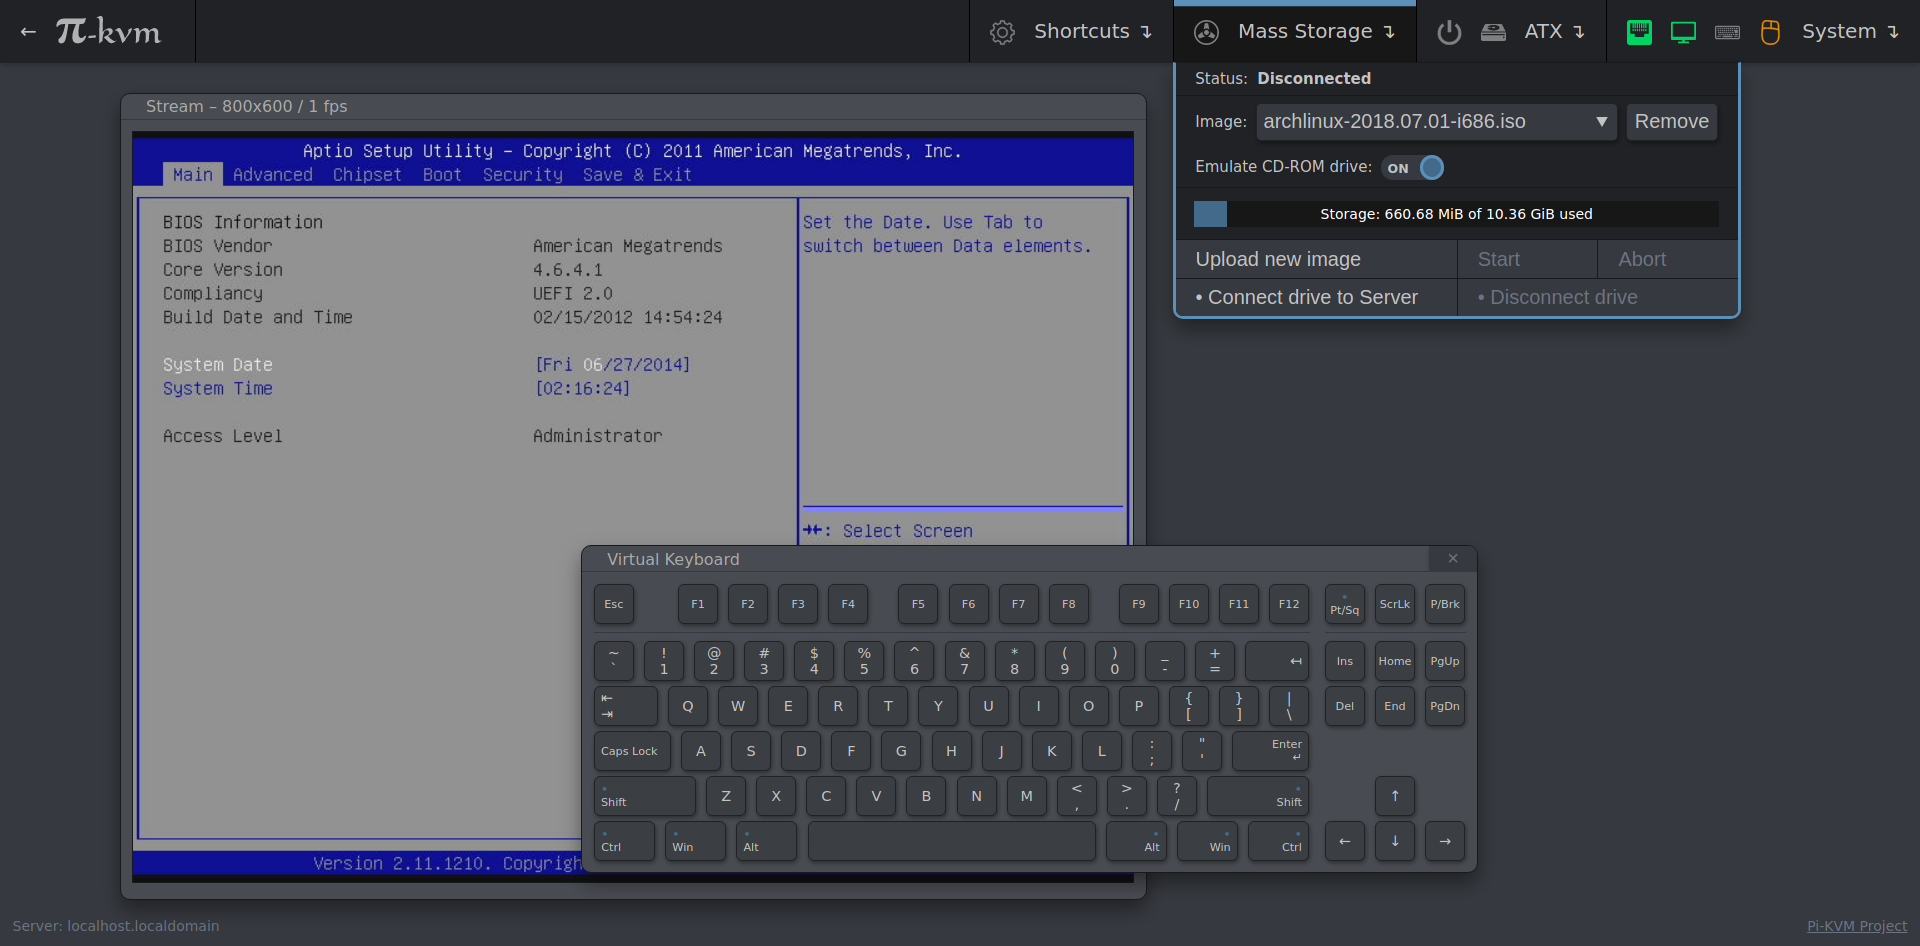 ← π-kvm
Shortcuts ↴
Mass Storage ↴
ATX ↴
System ↴
Status: Disconnected
Image: archlinux-2018.07.01-i686.iso ▼ Remove
Emulate CD-ROM drive: ON
Storage: 660.68 MiB of 10.36 GiB used
Upload new image Start Abort
• Connect drive to Server • Disconnect drive
Stream – 800x600 / 1 fps
Aptio Setup Utility – Copyright (C) 2011 American Megatrends, Inc.
Main Advanced Chipset Boot Security Save & Exit
BIOS Information
BIOS Vendor American Megatrends
Core Version 4.6.4.1
Compliancy UEFI 2.0
Build Date and Time 02/15/2012 14:54:24
System Date [Fri 06/27/2014]
System Time [02:16:24]
Access Level Administrator
Set the Date. Use Tab to
switch between Data elements.
→←: Select Screen
Version 2.11.1210. Copyrigh
Virtual Keyboard ×
Esc F1 F2 F3 F4 F5 F6 F7 F8 F9 F10 F11 F12 Pt/Sq ScrLk P/Brk
~ ! @ # $ % ^ & * ( ) _ +
` 1 2 3 4 5 6 7 8 9 0 - = ↤ Ins Home PgUp
⇤ { } |
⇥ Q W E R T Y U I O P [ ] \ Del End PgDn
Caps Lock A S D F G H J K L : ; " ' Enter ↵
Shift Z X C V B N M < , > . ? / Shift ↑
Ctrl Win Alt Alt Win Ctrl ← ↓ →
Server: localhost.localdomain
Pi-KVM Project